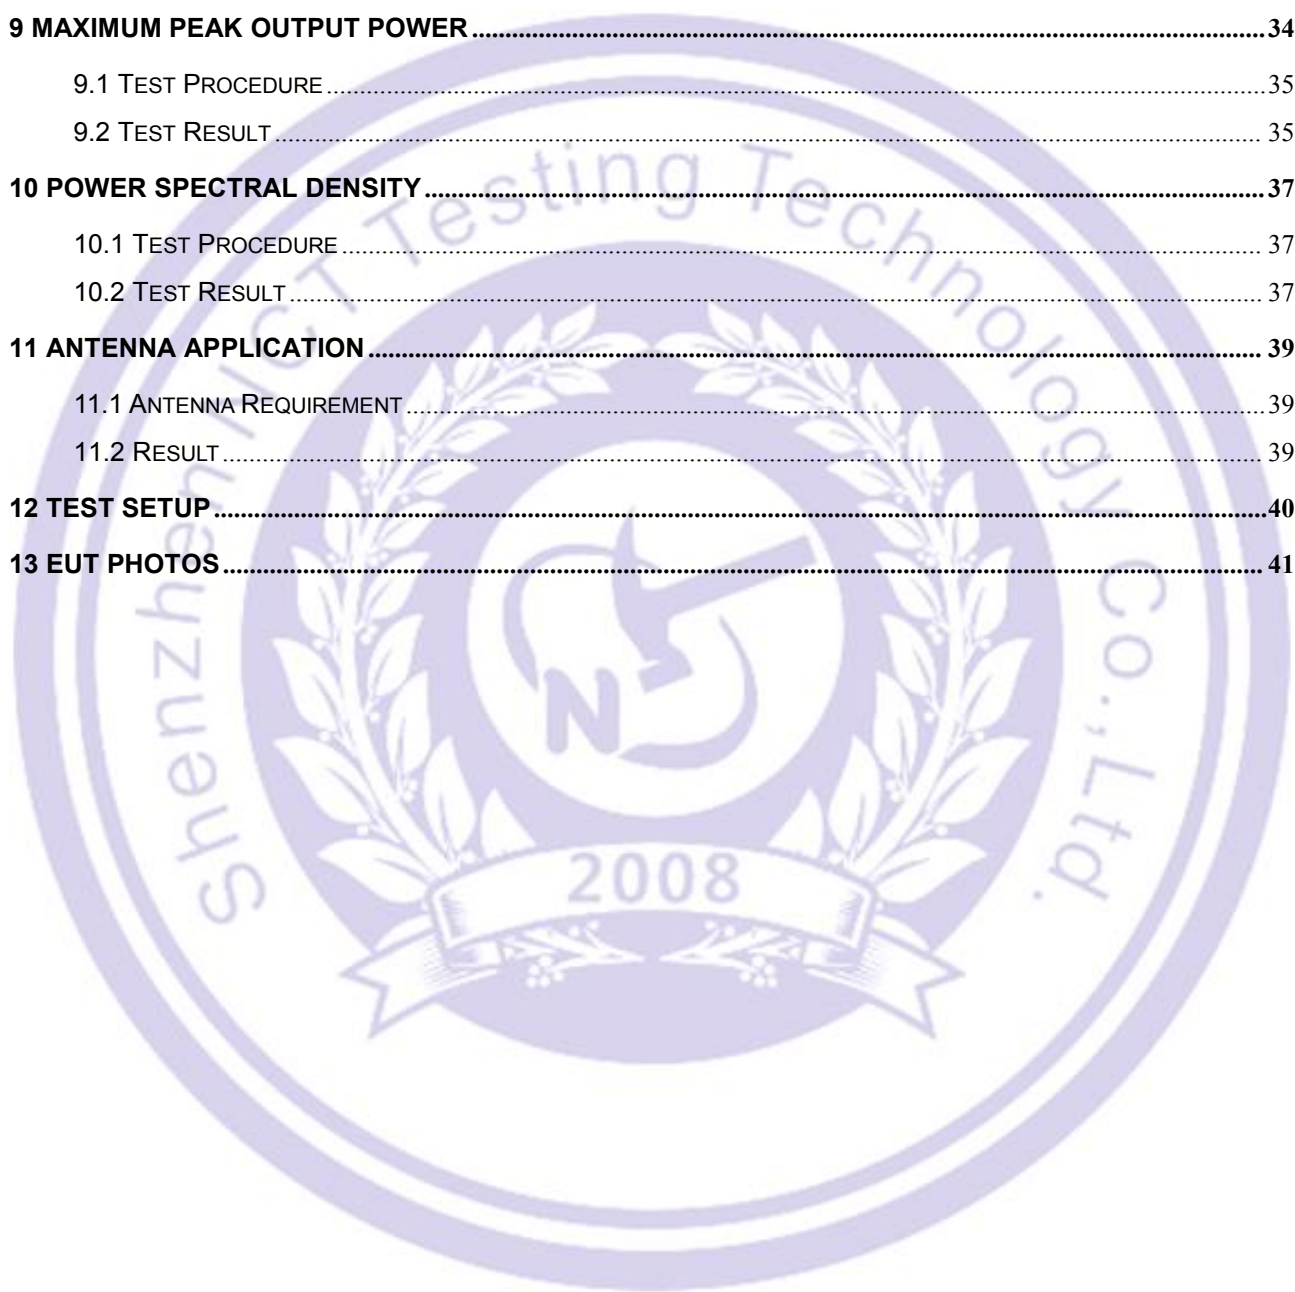 9 MAXIMUM PEAK OUTPUT POWER 34
9.1 TEST PROCEDURE 35
9.2 TEST RESULT 35
10 POWER SPECTRAL DENSITY 37
10.1 TEST PROCEDURE 37
10.2 TEST RESULT 37
11 ANTENNA APPLICATION 39
11.1 ANTENNA REQUIREMENT 39
11.2 RESULT 39
12 TEST SETUP 40
13 EUT PHOTOS 41
Shenzhen NCT Testing Technology Co.,Ltd.
N
2008